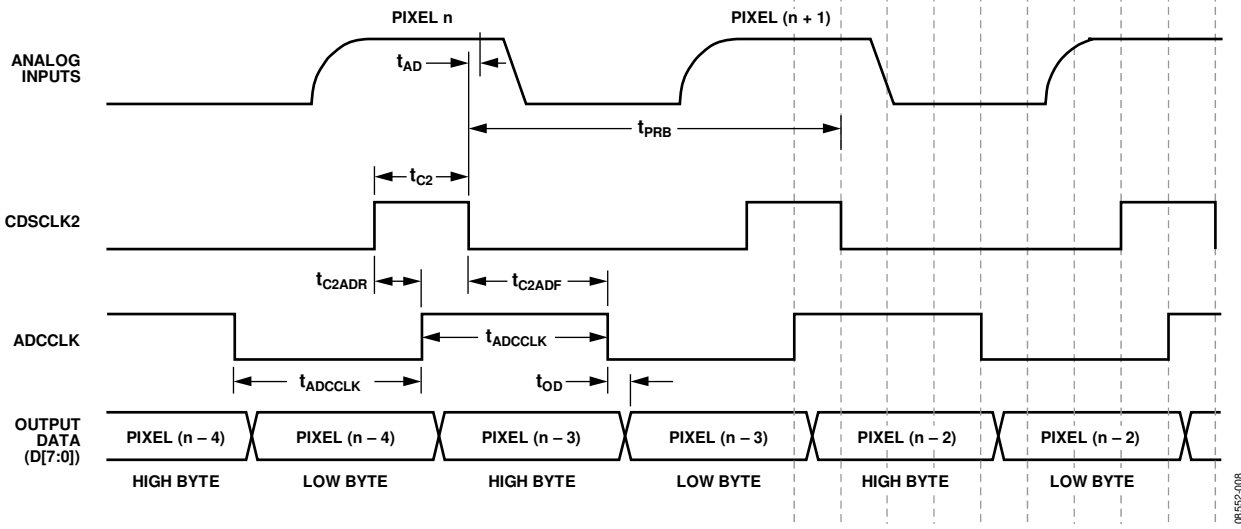 PIXEL n
PIXEL (n + 1)
ANALOG
INPUTS
tAD
tPRB
tC2
CDSCLK2
tC2ADR
tC2ADF
ADCCLK
tADCCLK
tADCCLK
tOD
OUTPUT
DATA
(D[7:0])
PIXEL (n – 4)
PIXEL (n – 4)
PIXEL (n – 3)
PIXEL (n – 3)
PIXEL (n – 2)
PIXEL (n – 2)
HIGH BYTE
LOW BYTE
HIGH BYTE
LOW BYTE
HIGH BYTE
LOW BYTE
08552-008